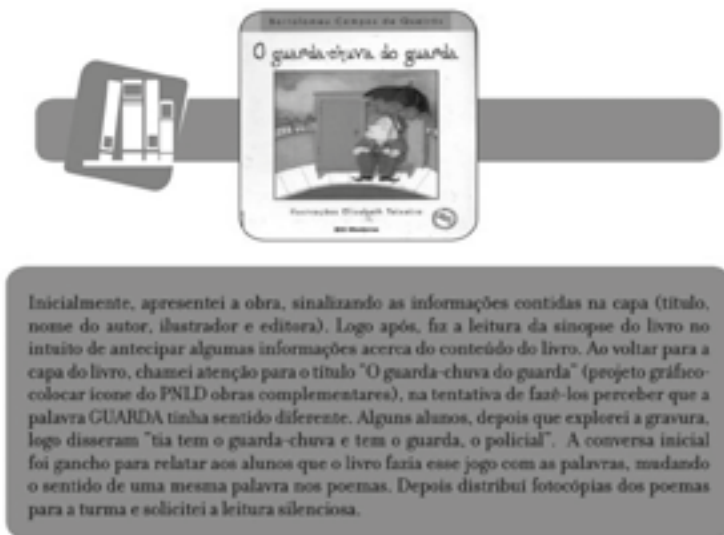 Bartolomeu Campos de Queirós
O guarda-chuva do guarda
Ilustrações Elisabeth Teixeira
Moderna
Inicialmente, apresentei a obra, sinalizando as informações contidas na capa (título,
nome do autor, ilustrador e editora). Logo após, fiz a leitura da sinopse do livro no
intuito de antecipar algumas informações acerca do conteúdo do livro. Ao voltar para a
capa do livro, chamei atenção para o título "O guarda-chuva do guarda" (projeto gráfico-
colocar ícone do PNLD obras complementares), na tentativa de fazê-los perceber que a
palavra GUARDA tinha sentido diferente. Alguns alunos, depois que explorei a gravura,
logo disseram "tia tem o guarda-chuva e tem o guarda, o policial". A conversa inicial
foi gancho para relatar aos alunos que o livro fazia esse jogo com as palavras, mudando
o sentido de uma mesma palavra nos poemas. Depois distribuí fotocópias dos poemas
para a turma e solicitei a leitura silenciosa.